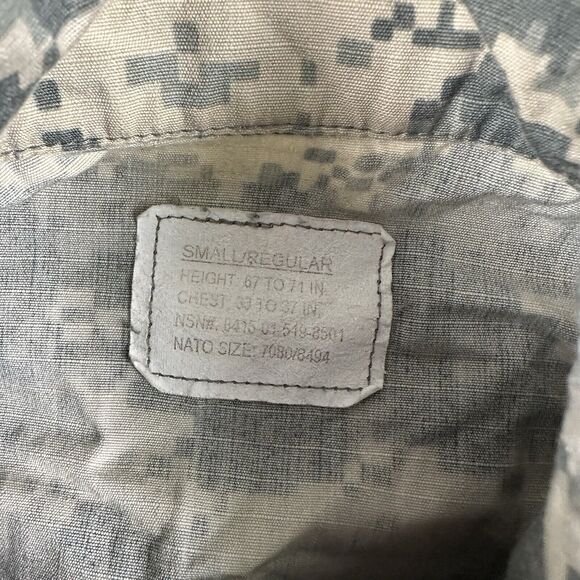 SMALL/REGULAR
HEIGHT: 67 TO 71 IN.
CHEST: 33 TO 37 IN.
NSN#: 8415-01-519-8501
NATO SIZE: 7080/8494